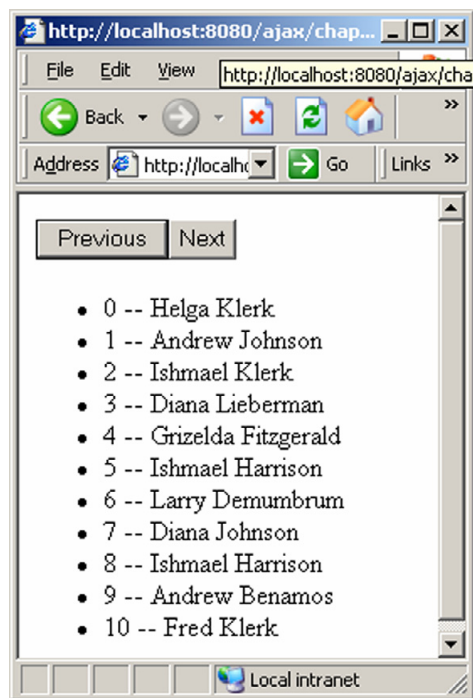 http://localhost:8080/ajax/chap...
File Edit View
http://localhost:8080/ajax/cha
Back »
Address http://localh Go Links »
Previous Next
• 0 -- Helga Klerk
• 1 -- Andrew Johnson
• 2 -- Ishmael Klerk
• 3 -- Diana Lieberman
• 4 -- Grizelda Fitzgerald
• 5 -- Ishmael Harrison
• 6 -- Larry Demumbrum
• 7 -- Diana Johnson
• 8 -- Ishmael Harrison
• 9 -- Andrew Benamos
• 10 -- Fred Klerk
Local intranet